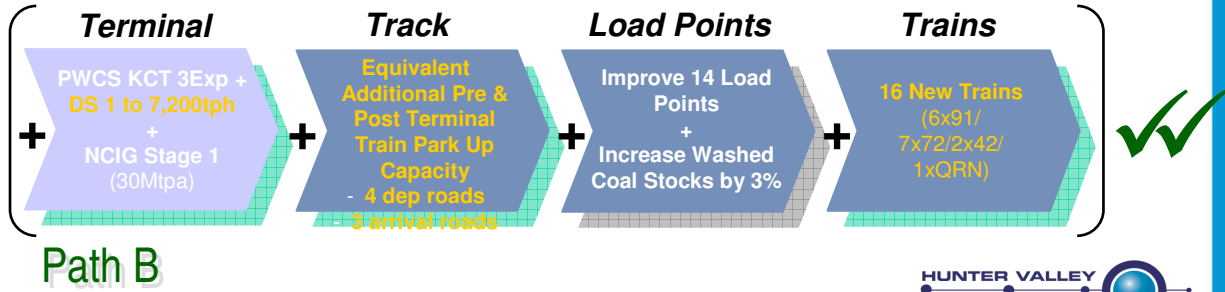 Terminal
Track
Load Points
Trains
+
PWCS KCT 3Exp +
DS 1 to 7,200tph
+
NCIG Stage 1
(30Mtpa)
+
Equivalent
Additional Pre &
Post Terminal
Train Park Up
Capacity
- 4 dep roads
- 3 arrival roads
+
Improve 14 Load
Points
+
Increase Washed
Coal Stocks by 3%
+
16 New Trains
(6x91/
7x72/2x42/
1xQRN)
Path B
HUNTER VALLEY